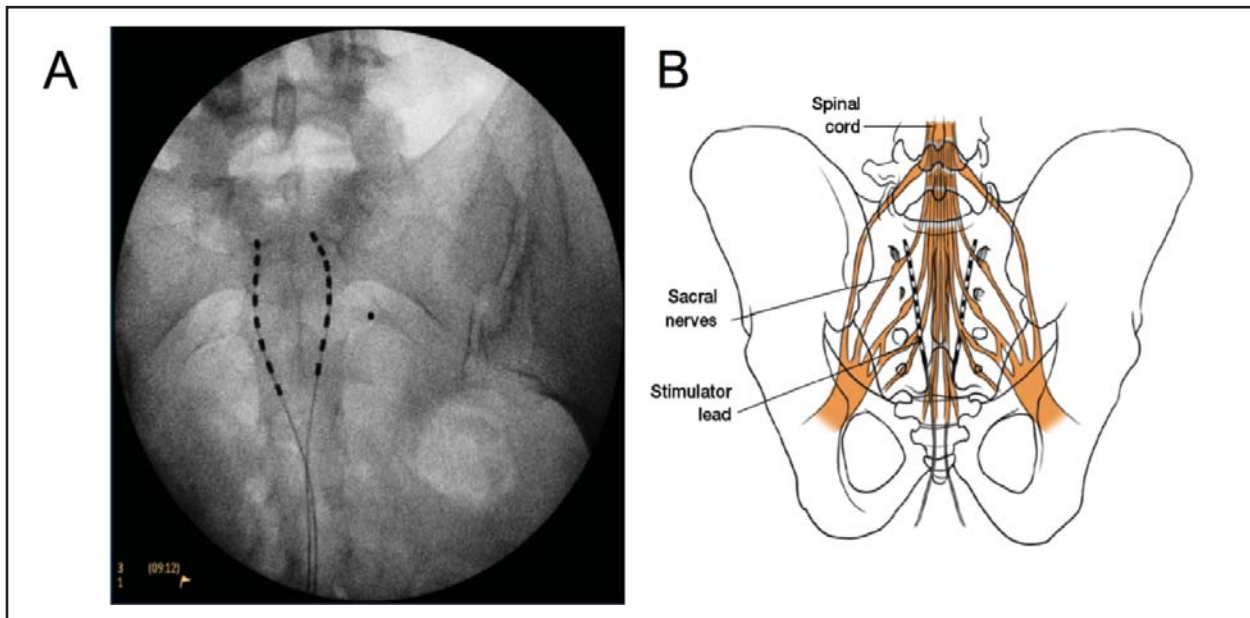 A
B
Spinal
cord
Sacral
nerves
Stimulator
lead
3 (09:12)
1